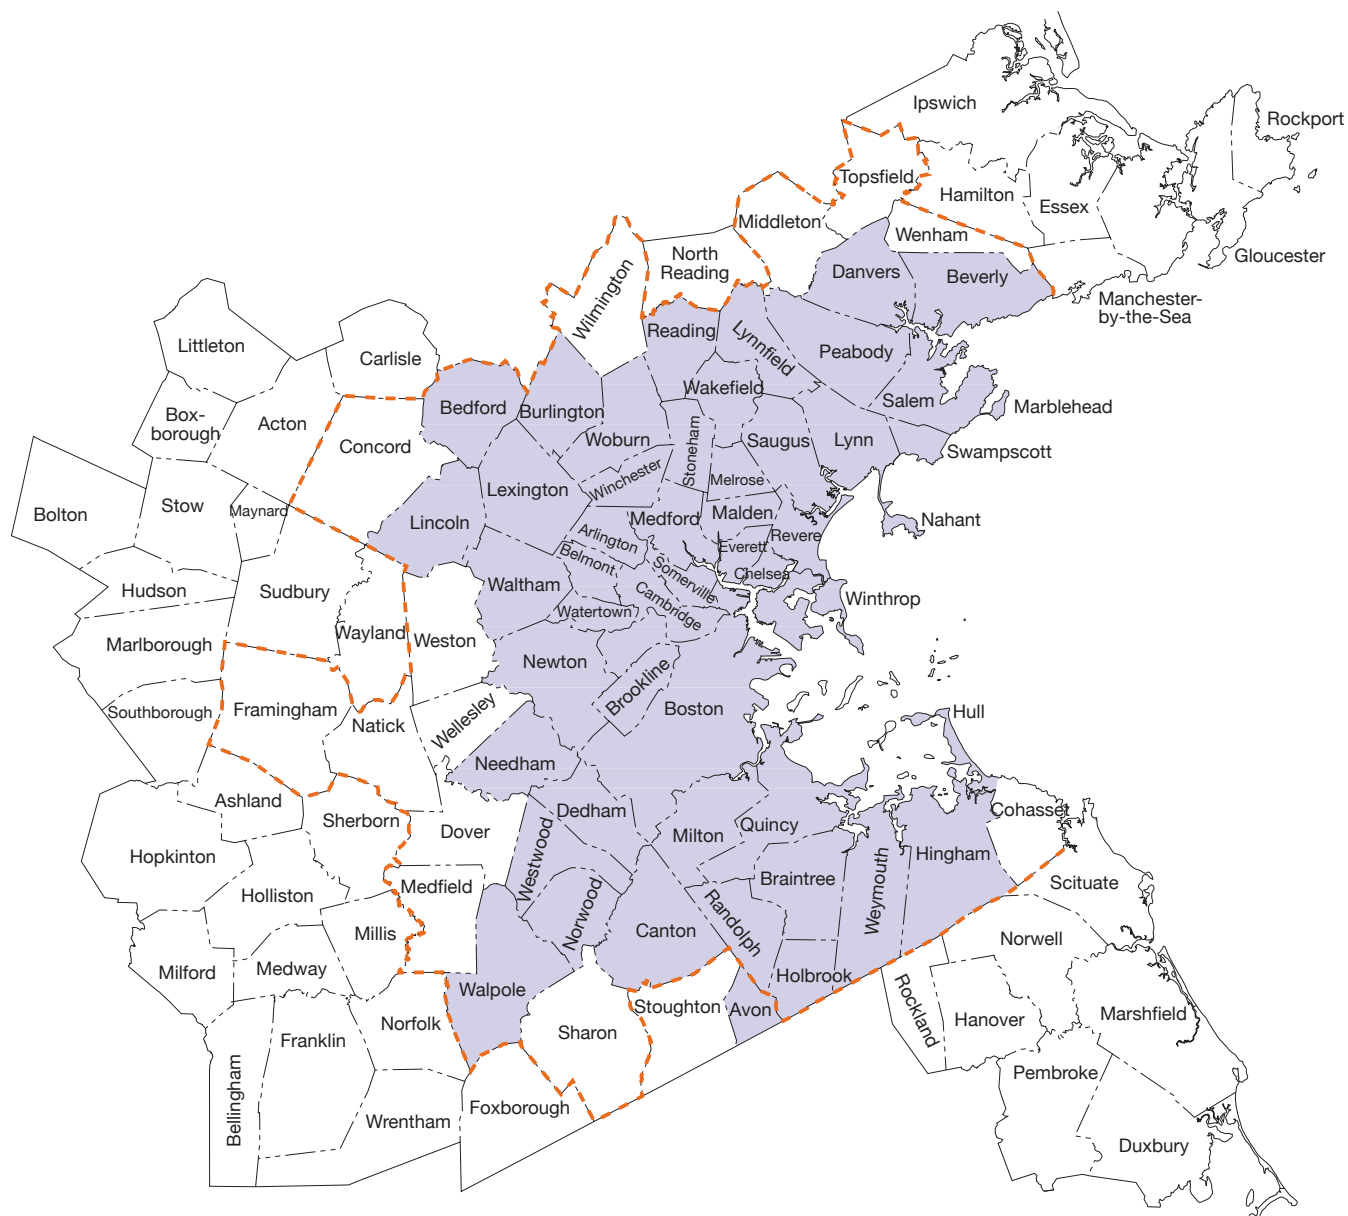 Ipswich
Rockport
Topsfield
Hamilton
Essex
Middleton
Wenham
Gloucester
North
Reading
Danvers
Beverly
Manchester-
by-the-Sea
Wilmington
Reading
Lynnfield
Peabody
Littleton
Carlisle
Wakefield
Salem
Marblehead
Bedford
Burlington
Box-
borough
Acton
Concord
Woburn
Stoneham
Saugus
Lynn
Swampscott
Winchester
Melrose
Lexington
Stow
Maynard
Bolton
Lincoln
Medford
Malden
Nahant
Arlington
Everett
Revere
Belmont
Somerville
Chelsea
Hudson
Sudbury
Waltham
Cambridge
Winthrop
Watertown
Marlborough
Wayland
Weston
Newton
Brookline
Southborough
Framingham
Natick
Wellesley
Boston
Hull
Needham
Ashland
Sherborn
Dover
Dedham
Westwood
Milton
Quincy
Cohasset
Hopkinton
Medfield
Braintree
Weymouth
Hingham
Scituate
Holliston
Norwood
Randolph
Millis
Canton
Norwell
Milford
Medway
Walpole
Holbrook
Rockland
Stoughton
Avon
Norfolk
Sharon
Hanover
Marshfield
Franklin
Bellingham
Pembroke
Foxborough
Wrentham
Duxbury